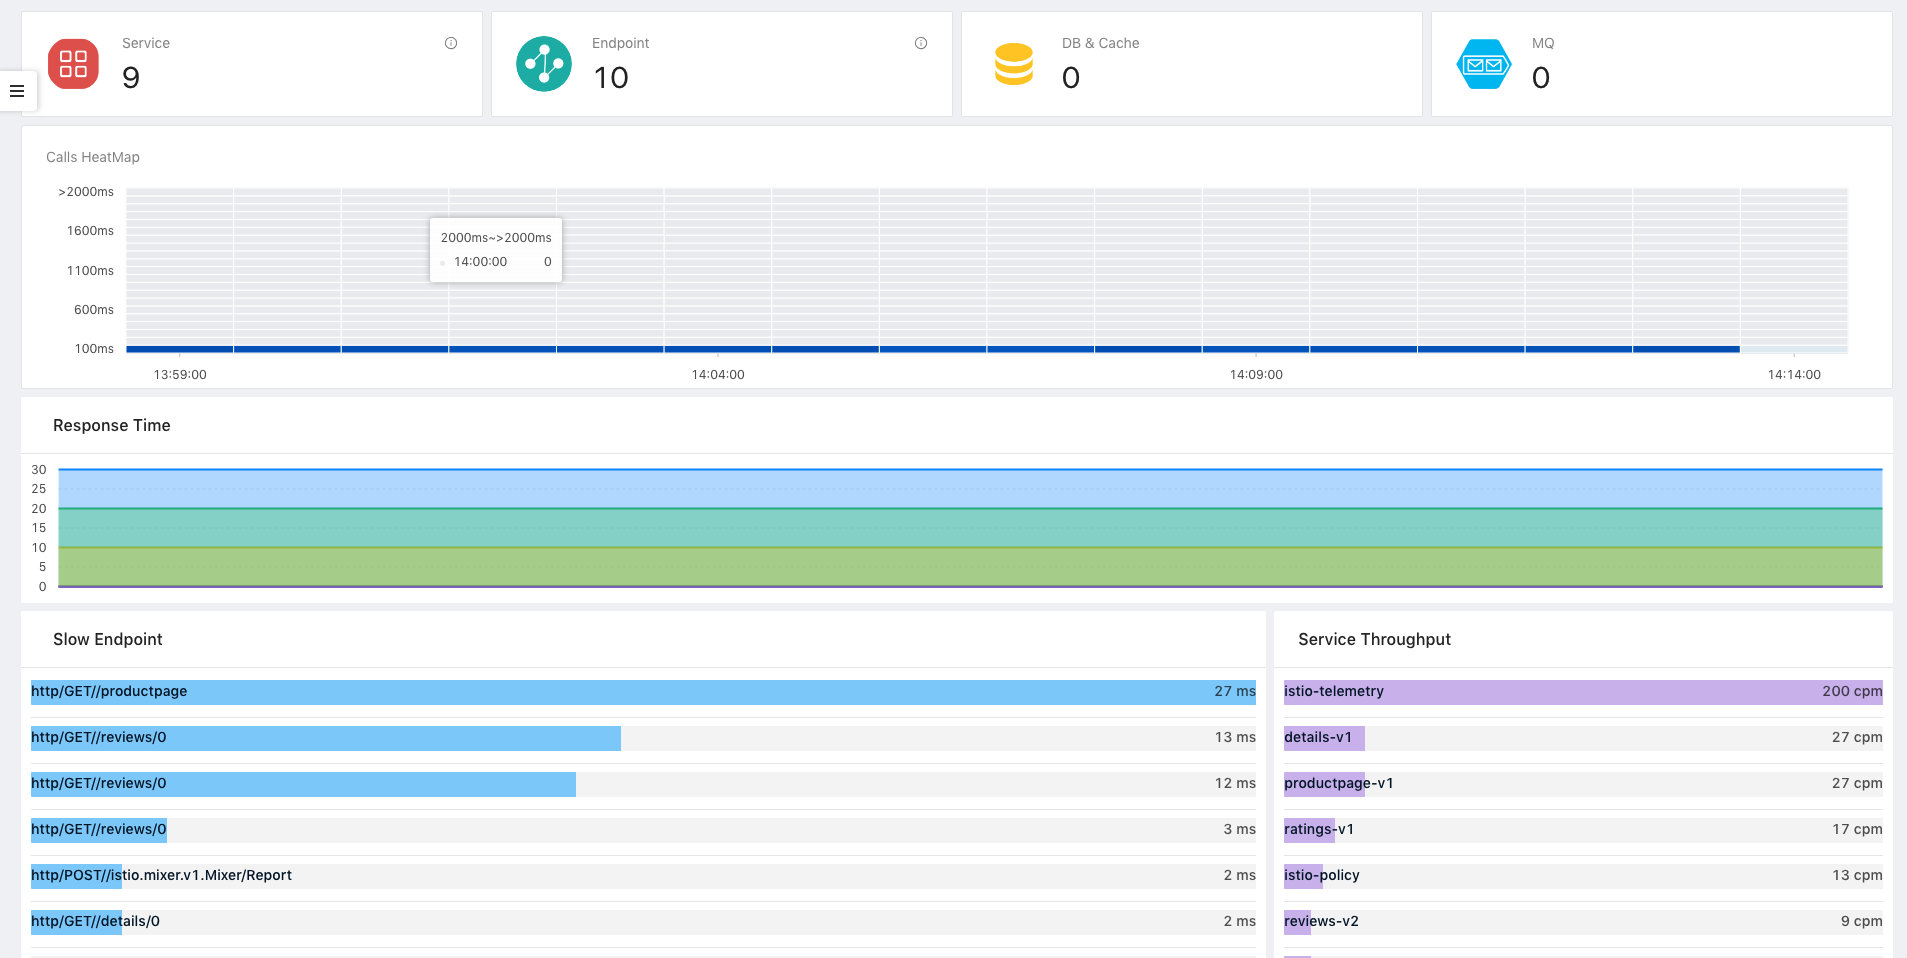 Service
9
Endpoint
10
DB & Cache
0
MQ
0
Calls HeatMap
>2000ms
1600ms
1100ms
600ms
100ms
2000ms~>2000ms
14:00:00 0
13:59:00 14:04:00 14:09:00 14:14:00
Response Time
30
25
20
15
10
5
0
Slow Endpoint
http/GET//productpage 27 ms
http/GET//reviews/0 13 ms
http/GET//reviews/0 12 ms
http/GET//reviews/0 3 ms
http/POST//istio.mixer.v1.Mixer/Report 2 ms
http/GET//details/0 2 ms
Service Throughput
istio-telemetry 200 cpm
details-v1 27 cpm
productpage-v1 27 cpm
ratings-v1 17 cpm
istio-policy 13 cpm
reviews-v2 9 cpm